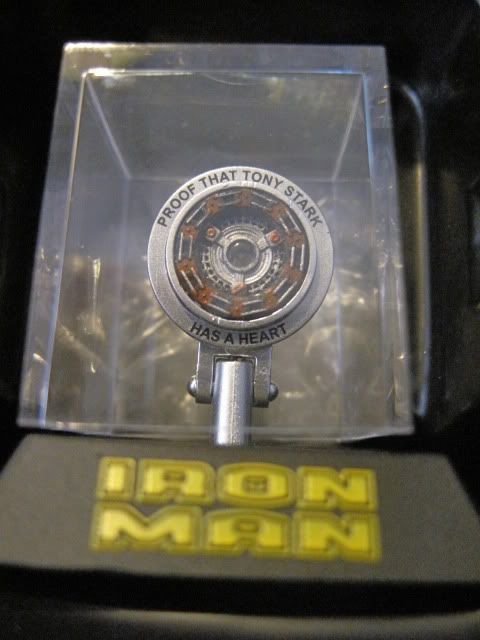 PROOF THAT TONY STARK
HAS A HEART
IRON
MAN